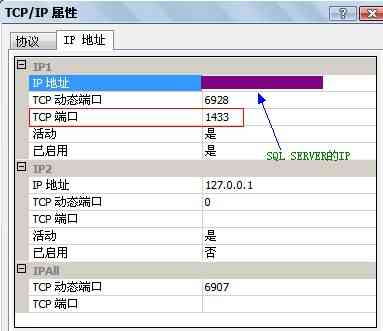 TCP/IP 属性
协议 IP 地址
IP1
IP 地址
TCP 动态端口 6928
TCP 端口 1433
活动 是
已启用 是
SQL SERVER的IP
IP2
IP 地址 127.0.0.1
TCP 动态端口 0
TCP 端口
活动 是
已启用 否
IPAll
TCP 动态端口 6907
TCP 端口